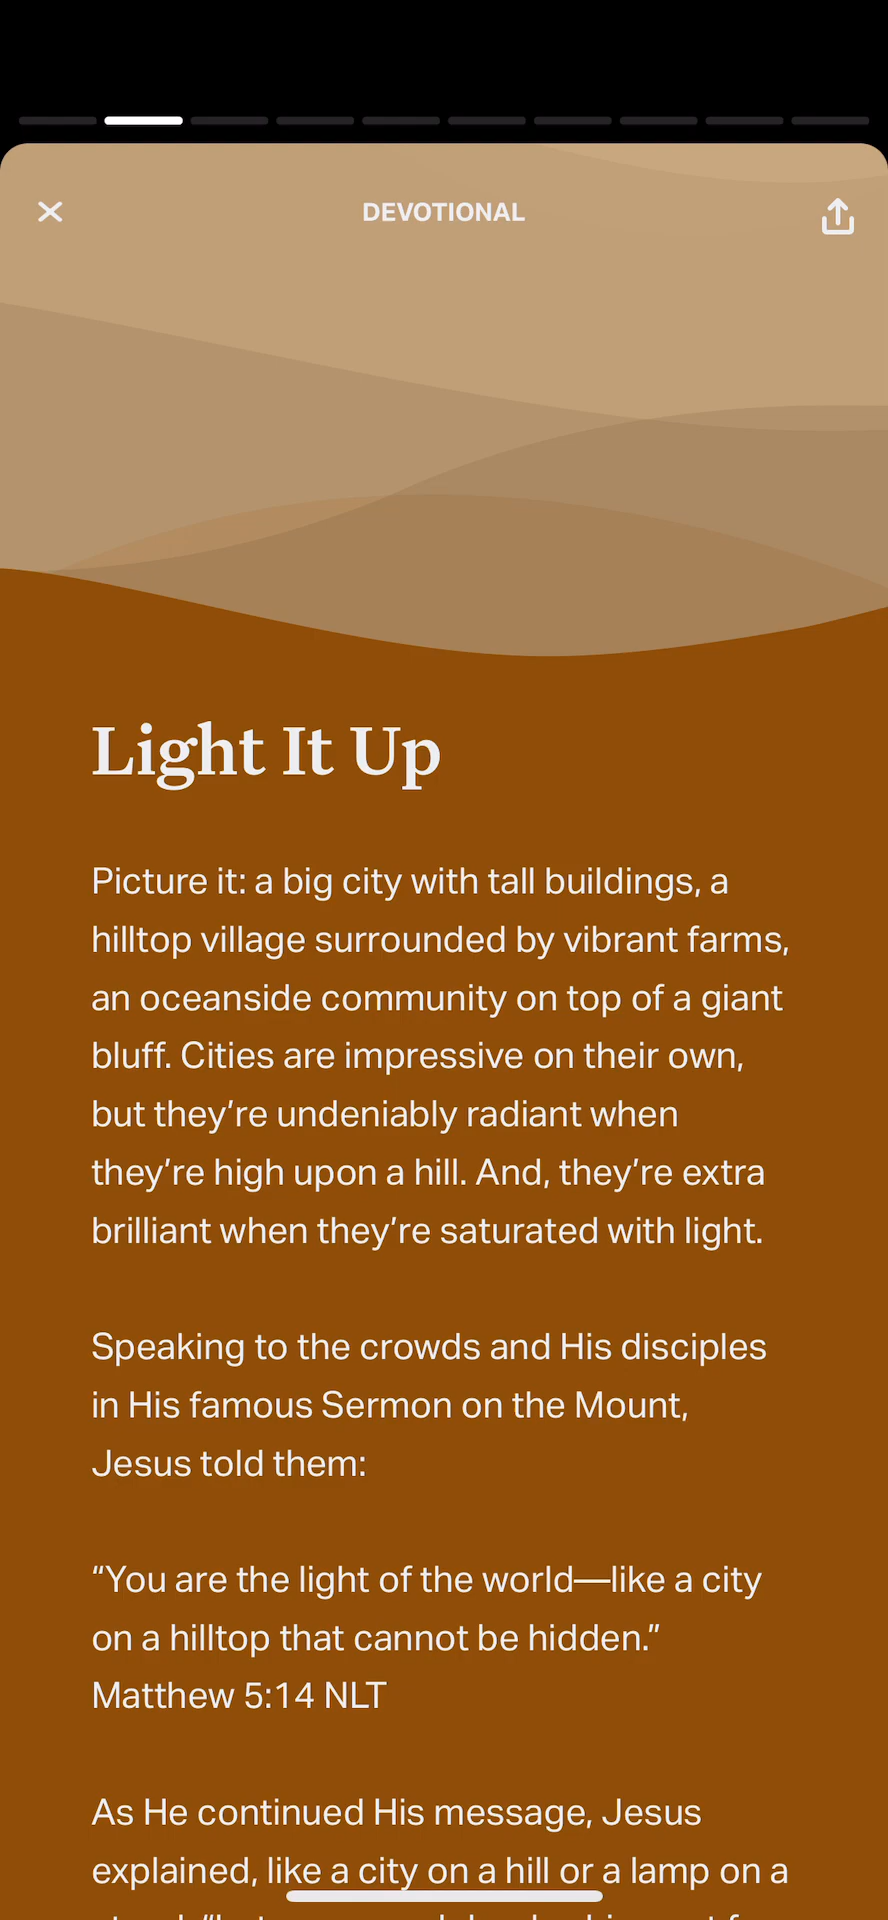 DEVOTIONAL
Light It Up
Picture it: a big city with tall buildings, a
hilltop village surrounded by vibrant farms,
an oceanside community on top of a giant
bluff. Cities are impressive on their own,
but they’re undeniably radiant when
they’re high upon a hill. And, they’re extra
brilliant when they’re saturated with light.
Speaking to the crowds and His disciples
in His famous Sermon on the Mount,
Jesus told them:
“You are the light of the world—like a city
on a hilltop that cannot be hidden.”
Matthew 5:14 NLT
As He continued His message, Jesus
explained, like a city on a hill or a lamp on a